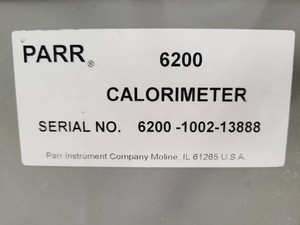 PARR® 6200
CALORIMETER
SERIAL NO. 6200 -1002-13888
Parr Instrument Company Moline, IL 61265 U.S.A.